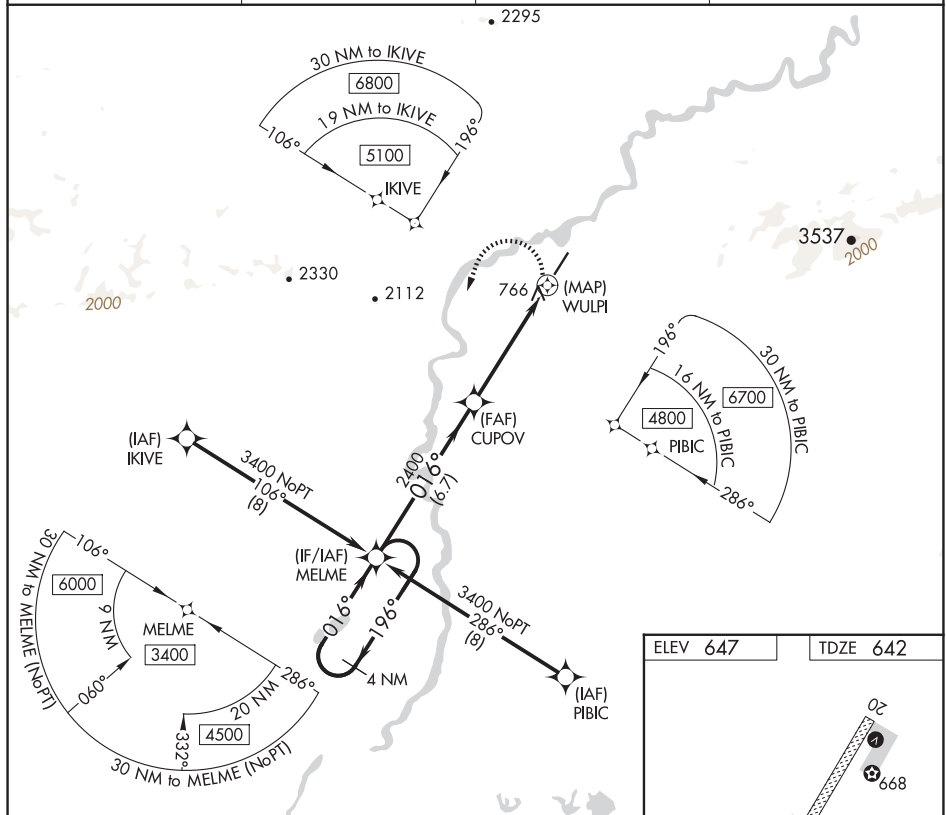 2295
30 NM to IKIVE
6800
19 NM to IKIVE
106°
196°
5100
IKIVE
3537
2000
2330
2112
2000
766
(MAP)
WULPI
196°
30 NM to PIBIC
16 NM to PIBIC
6700
4800
PIBIC
286°
(FAF)
CUPOV
(IAF)
IKIVE
3400 NoPT
106°
(8)
2400
016°
(6.7)
(IF/IAF)
MELME
3400 NoPT
286°
(8)
016°
196°
4 NM
(IAF)
PIBIC
30 NM to MELME (NoPT)
106°
6000
9 NM
MELME
3400
060°
286°
20 NM
4500
332°
30 NM to MELME (NoPT)
ELEV 647
TDZE 642
20
V
668